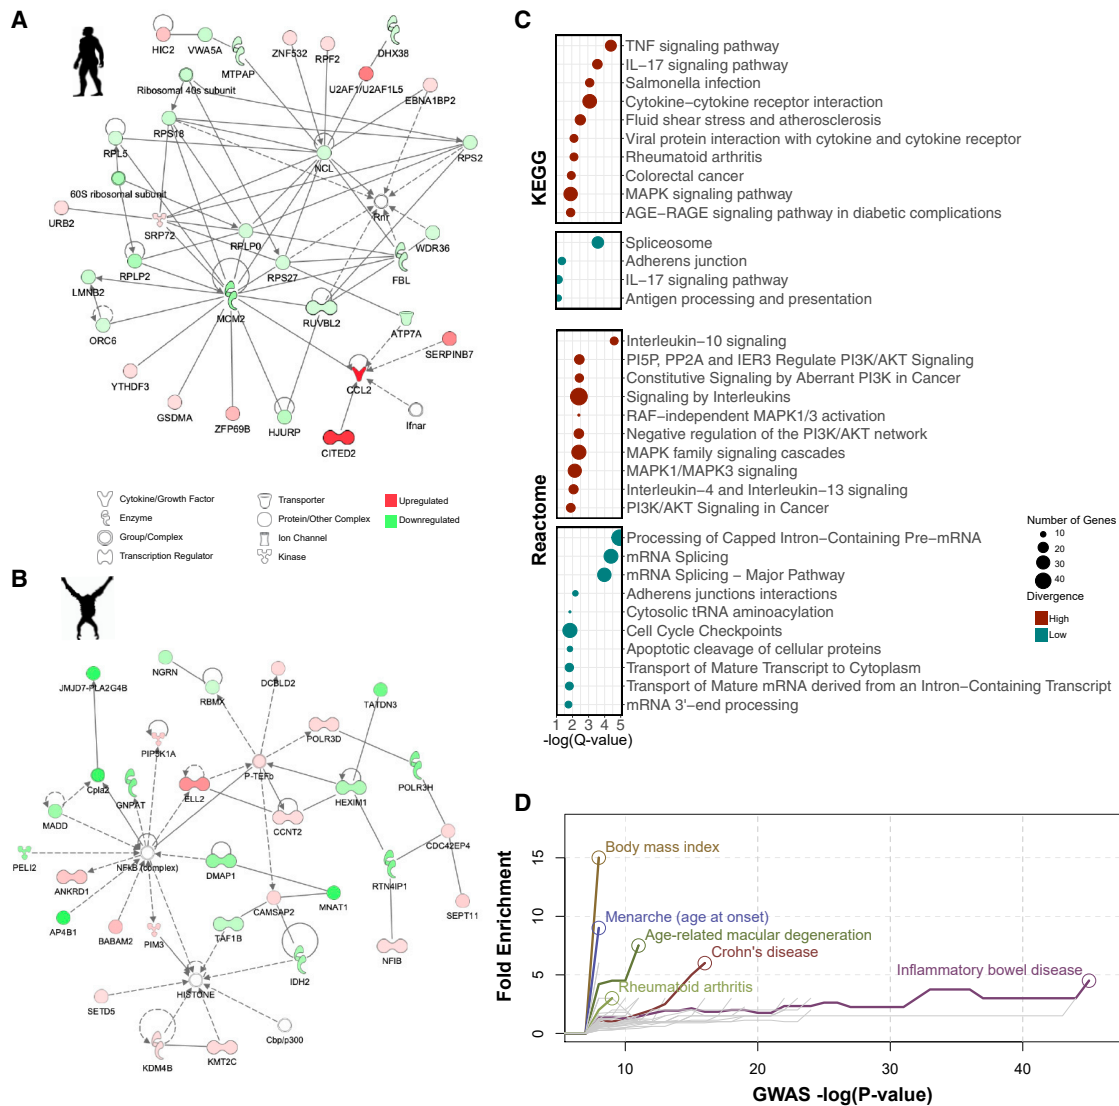 A
HIC2
VWA5A
MTPAP
ZNF532
RPF2
DHX38
U2AF1/U2AF1L5
EBNA1BP2
Ribosomal 40s subunit
RPS18
RPL5
NCL
RPS2
60S ribosomal subunit
URB2
SRP72
Rnr
RPLP0
WDR36
RPLP2
RPS27
FBL
LMNB2
MCM2
RUVBL2
ORC6
ATP7A
SERPINB7
YTHDF3
CCL2
GSDMA
ZFP69B
HJURP
Ifnar
CITED2
Cytokine/Growth Factor
Enzyme
Group/Complex
Transcription Regulator
Transporter
Protein/Other Complex
Ion Channel
Kinase
Upregulated
Downregulated
B
NGRN
DCBLD2
JMJD7-PLA2G4B
RBMX
TATDN3
POLR3D
PIP5K1A
P-TEFb
POLR3H
Cpla2
GNPAT
ELL2
HEXIM1
MADD
CCNT2
CDC42EP4
PELI2
NFkB (complex)
DMAP1
RTN4IP1
ANKRD1
CAMSAP2
MNAT1
SEPT11
AP4B1
BABAM2
PIM3
TAF1B
NFIB
IDH2
HISTONE
SETD5
Cbp/p300
KDM4B
KMT2C
C
KEGG
TNF signaling pathway
IL−17 signaling pathway
Salmonella infection
Cytokine−cytokine receptor interaction
Fluid shear stress and atherosclerosis
Viral protein interaction with cytokine and cytokine receptor
Rheumatoid arthritis
Colorectal cancer
MAPK signaling pathway
AGE−RAGE signaling pathway in diabetic complications
Spliceosome
Adherens junction
IL−17 signaling pathway
Antigen processing and presentation
Reactome
Interleukin−10 signaling
PI5P, PP2A and IER3 Regulate PI3K/AKT Signaling
Constitutive Signaling by Aberrant PI3K in Cancer
Signaling by Interleukins
RAF−independent MAPK1/3 activation
Negative regulation of the PI3K/AKT network
MAPK family signaling cascades
MAPK1/MAPK3 signaling
Interleukin−4 and Interleukin−13 signaling
PI3K/AKT Signaling in Cancer
Processing of Capped Intron−Containing Pre−mRNA
mRNA Splicing
mRNA Splicing − Major Pathway
Adherens junctions interactions
Cytosolic tRNA aminoacylation
Cell Cycle Checkpoints
Apoptotic cleavage of cellular proteins
Transport of Mature Transcript to Cytoplasm
Transport of Mature mRNA derived from an Intron−Containing Transcript
mRNA 3'−end processing
1 2 3 4 5
-log(Q-value)
Number of Genes
10
20
30
40
Divergence
High
Low
D
Fold Enrichment
15
10
5
0
Body mass index
Menarche (age at onset)
Age-related macular degeneration
Crohn's disease
Inflammatory bowel disease
Rheumatoid arthritis
10 20 30 40
GWAS -log(P-value)